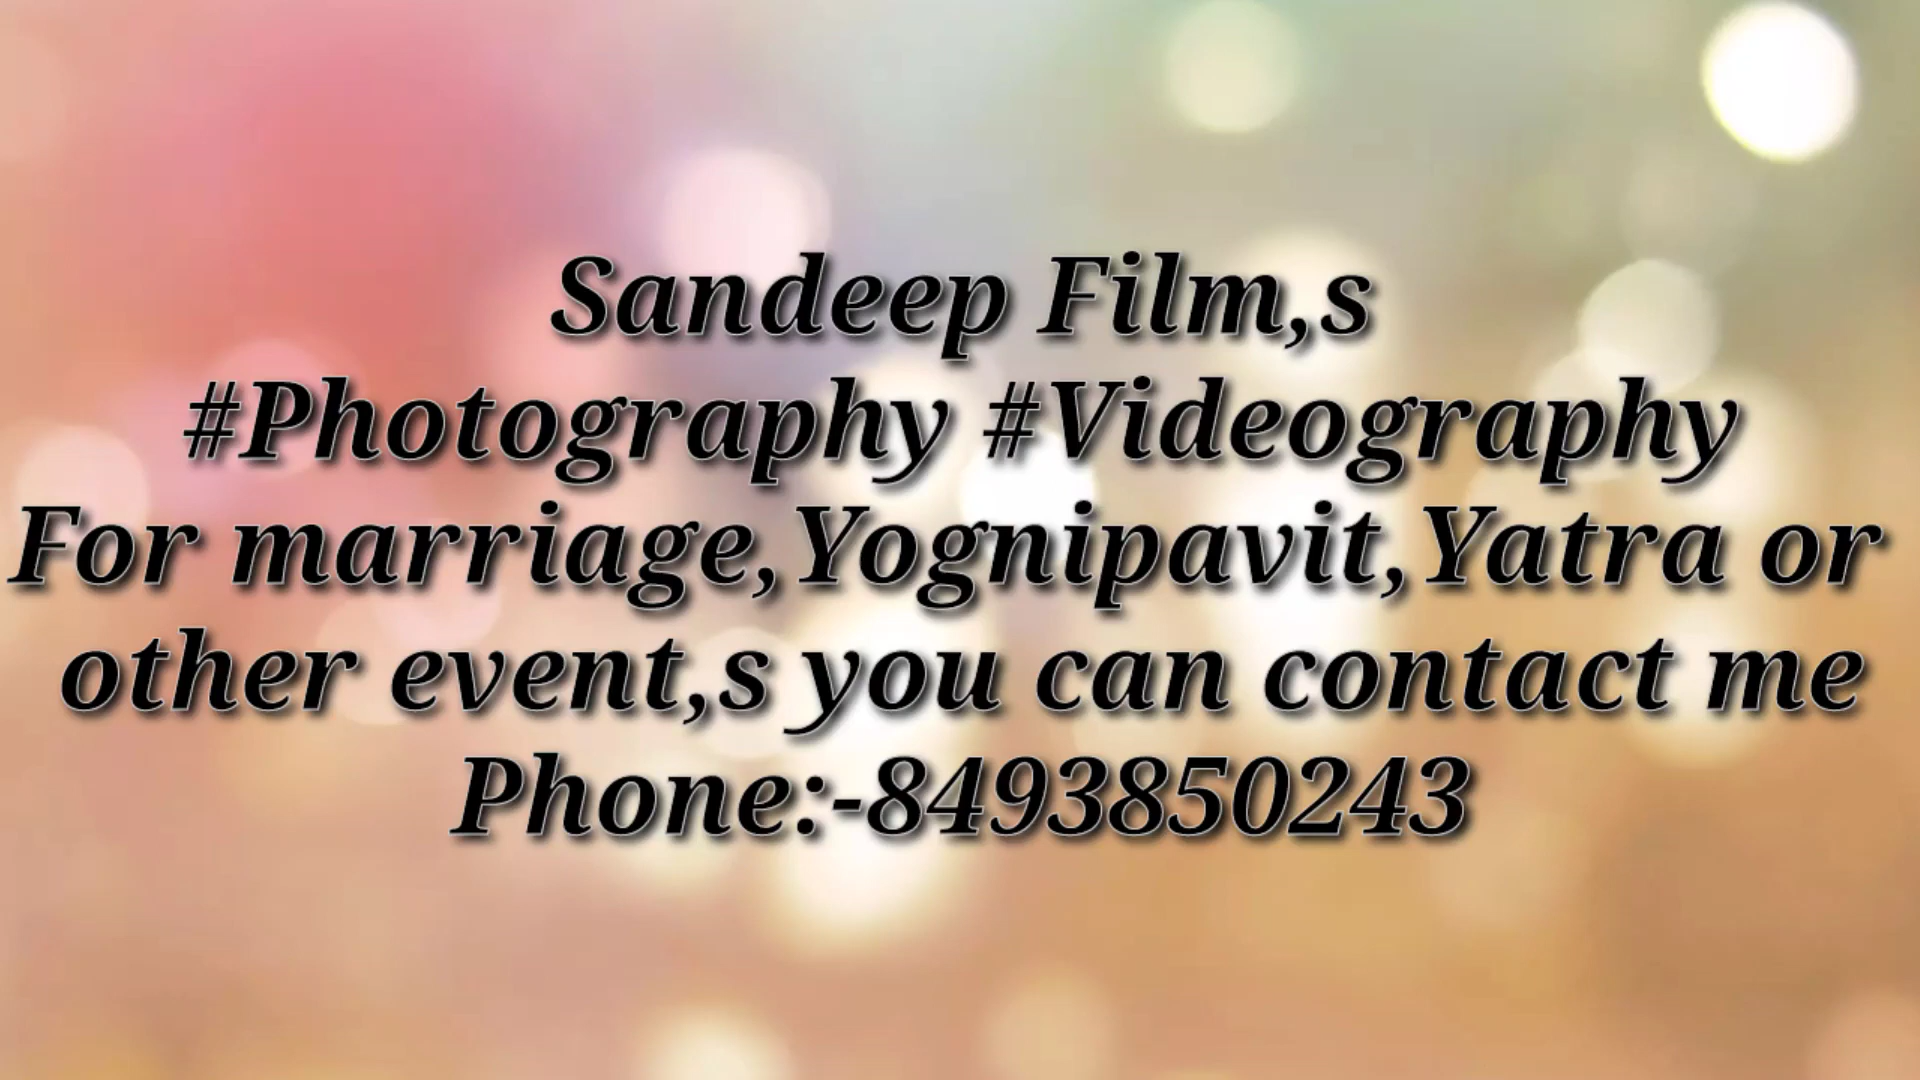 Sandeep Film,s
#Photography #Videography
For marriage,Yognipavit,Yatra or
other event,s you can contact me
Phone:-8493850243